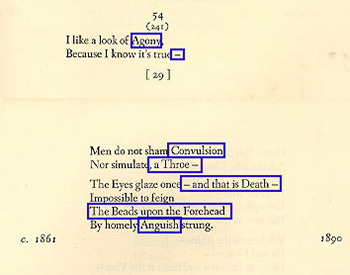 54
(241)
I like a look of Agony,
Because I know it's true –
[ 29 ]
Men do not sham Convulsion
Nor simulate, a Throe –
The Eyes glaze once – and that is Death –
Impossible to feign
The Beads upon the Forehead
By homely Anguish strung.
c. 1861 1890